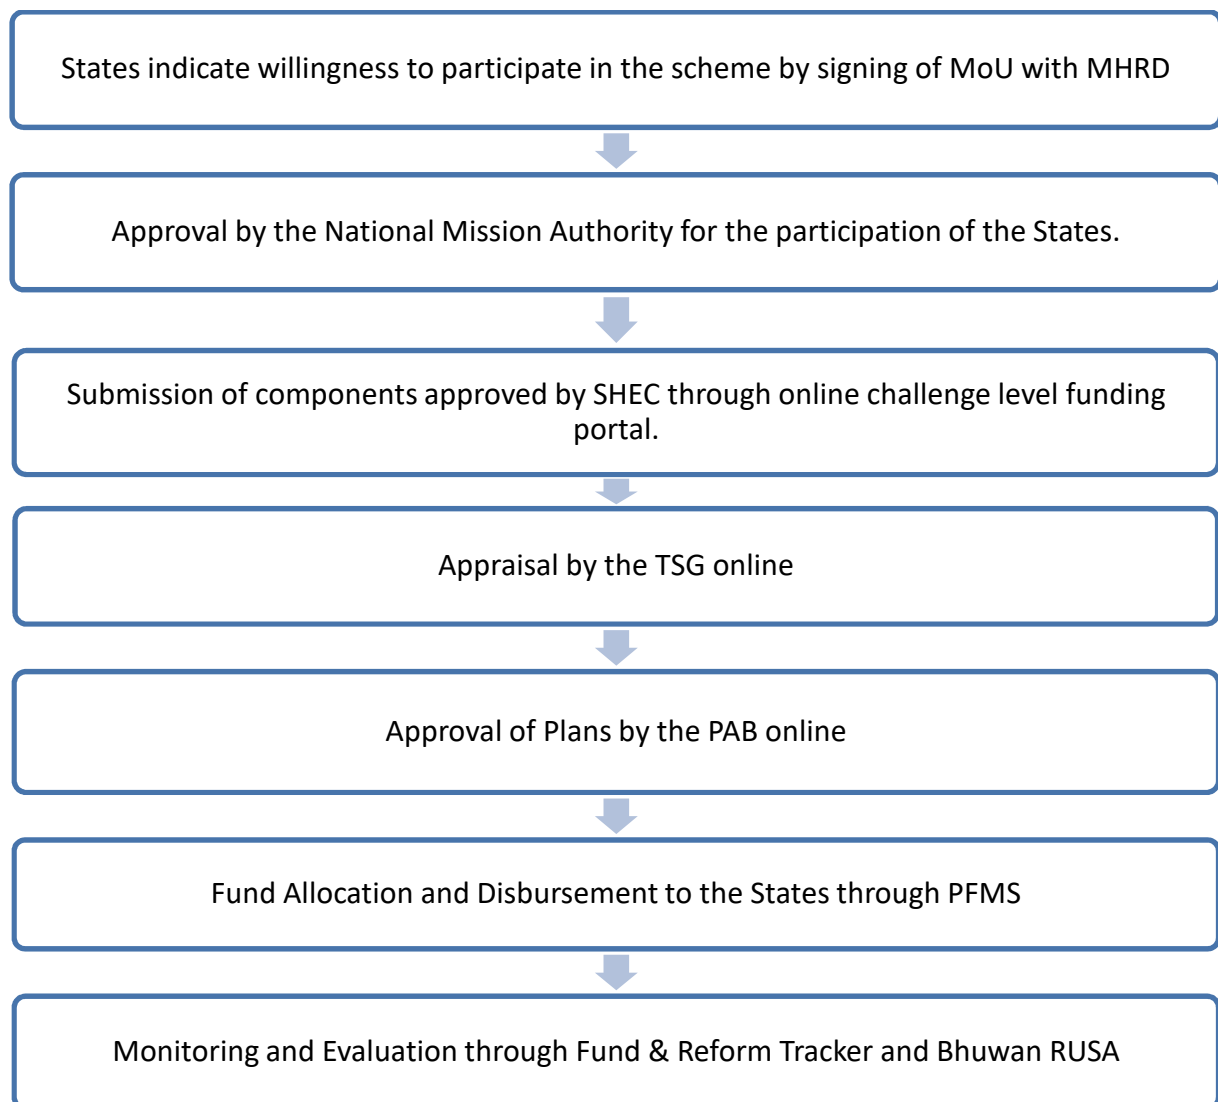 States indicate willingness to participate in the scheme by signing of MoU with MHRD
Approval by the National Mission Authority for the participation of the States.
Submission of components approved by SHEC through online challenge level funding
portal.
Appraisal by the TSG online
Approval of Plans by the PAB online
Fund Allocation and Disbursement to the States through PFMS
Monitoring and Evaluation through Fund & Reform Tracker and Bhuwan RUSA